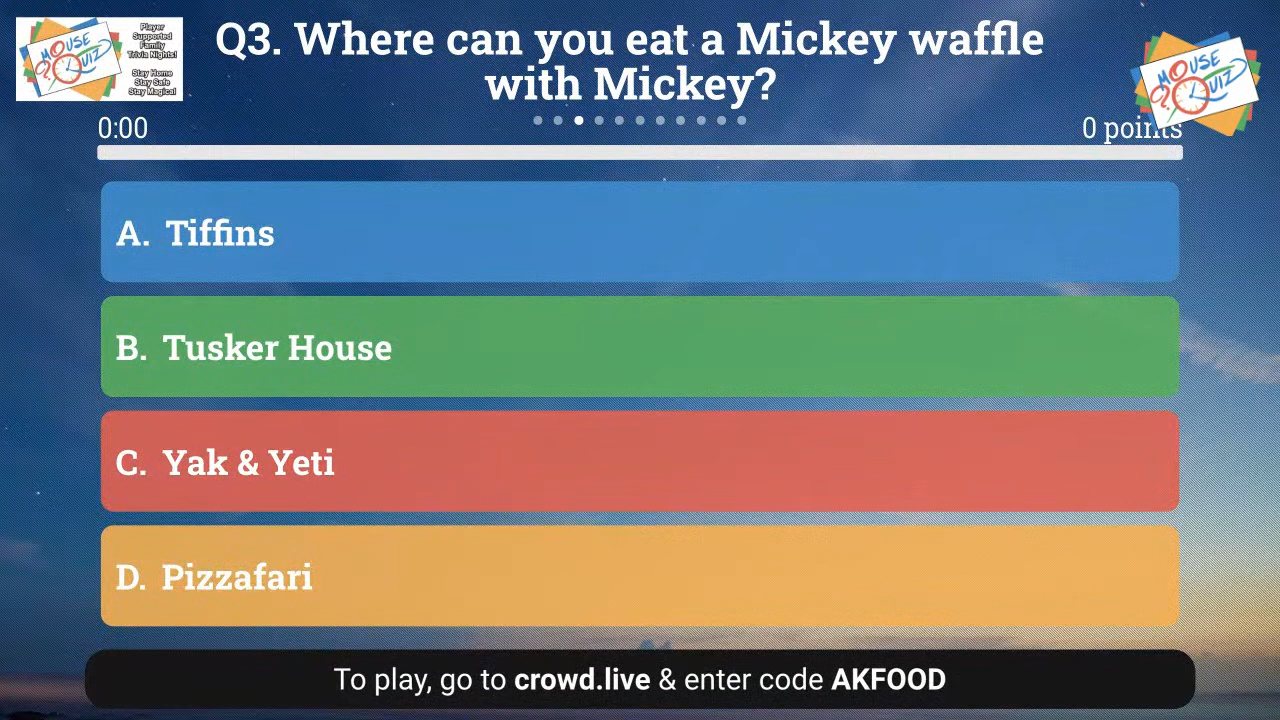 Q3. Where can you eat a Mickey waffle
with Mickey?
MOUSE
QUIZ
Player
Supported
Family
Trivia Nights!
Stay Home
Stay Safe
Stay Magical
MOUSE
QUIZ
0:00
0 points
A. Tiffins
B. Tusker House
C. Yak & Yeti
D. Pizzafari
To play, go to crowd.live & enter code AKFOOD